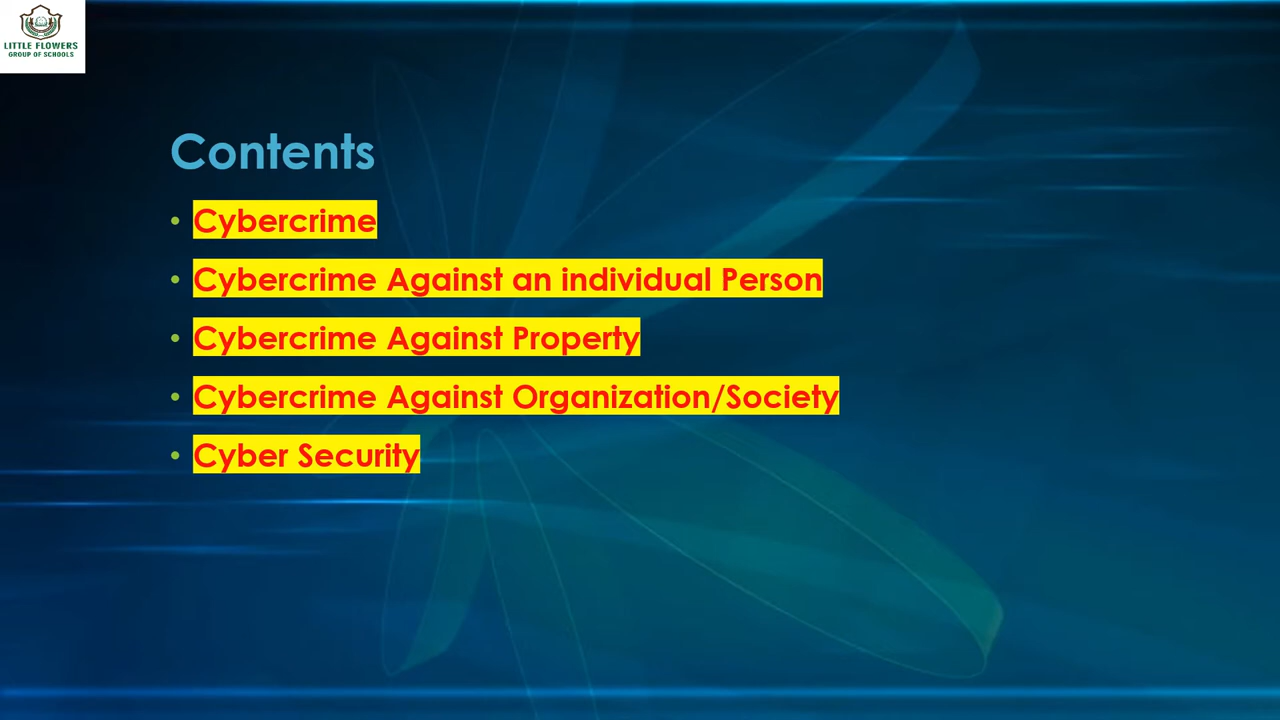 LITTLE FLOWERS
GROUP OF SCHOOLS
Contents
• Cybercrime
• Cybercrime Against an individual Person
• Cybercrime Against Property
• Cybercrime Against Organization/Society
• Cyber Security